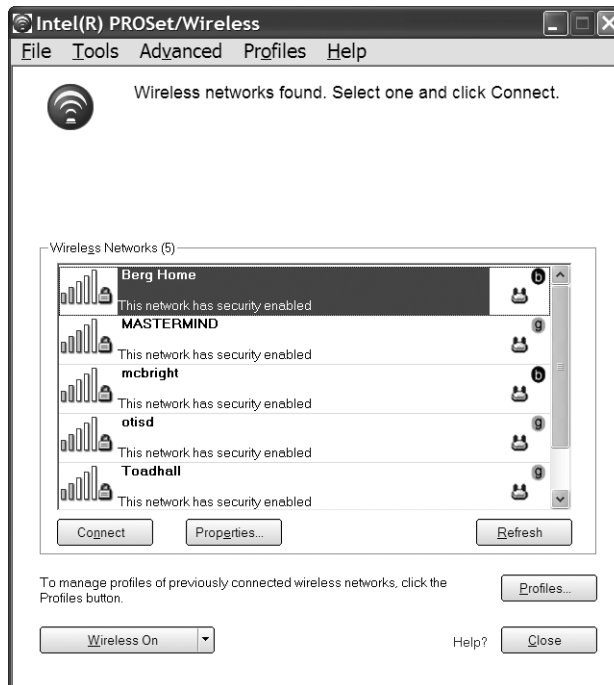 Intel(R) PROSet/Wireless
File Tools Advanced Profiles Help
Wireless networks found. Select one and click Connect.
Wireless Networks (5)
Berg Home
b
This network has security enabled
MASTERMIND
g
This network has security enabled
mcbright
b
This network has security enabled
otisd
g
This network has security enabled
Toadhall
g
This network has security enabled
Connect Properties... Refresh
To manage profiles of previously connected wireless networks, click the
Profiles button.
Profiles...
Wireless On Help? Close